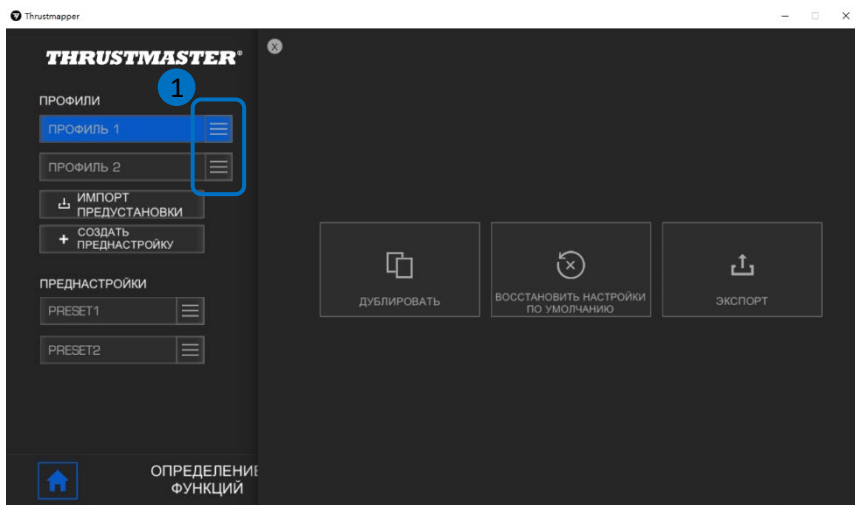 Thrustmapper
THRUSTMASTER®
X
1
ПРОФИЛИ
ПРОФИЛЬ 1
ПРОФИЛЬ 2
ИМПОРТ
ПРЕДУСТАНОВКИ
+ СОЗДАТЬ
ПРЕДНАСТРОЙКУ
ПРЕДНАСТРОЙКИ
PRESET1
PRESET2
ДУБЛИРОВАТЬ
ВОССТАНОВИТЬ НАСТРОЙКИ
ПО УМОЛЧАНИЮ
ЭКСПОРТ
ОПРЕДЕЛЕНИЕ
ФУНКЦИЙ